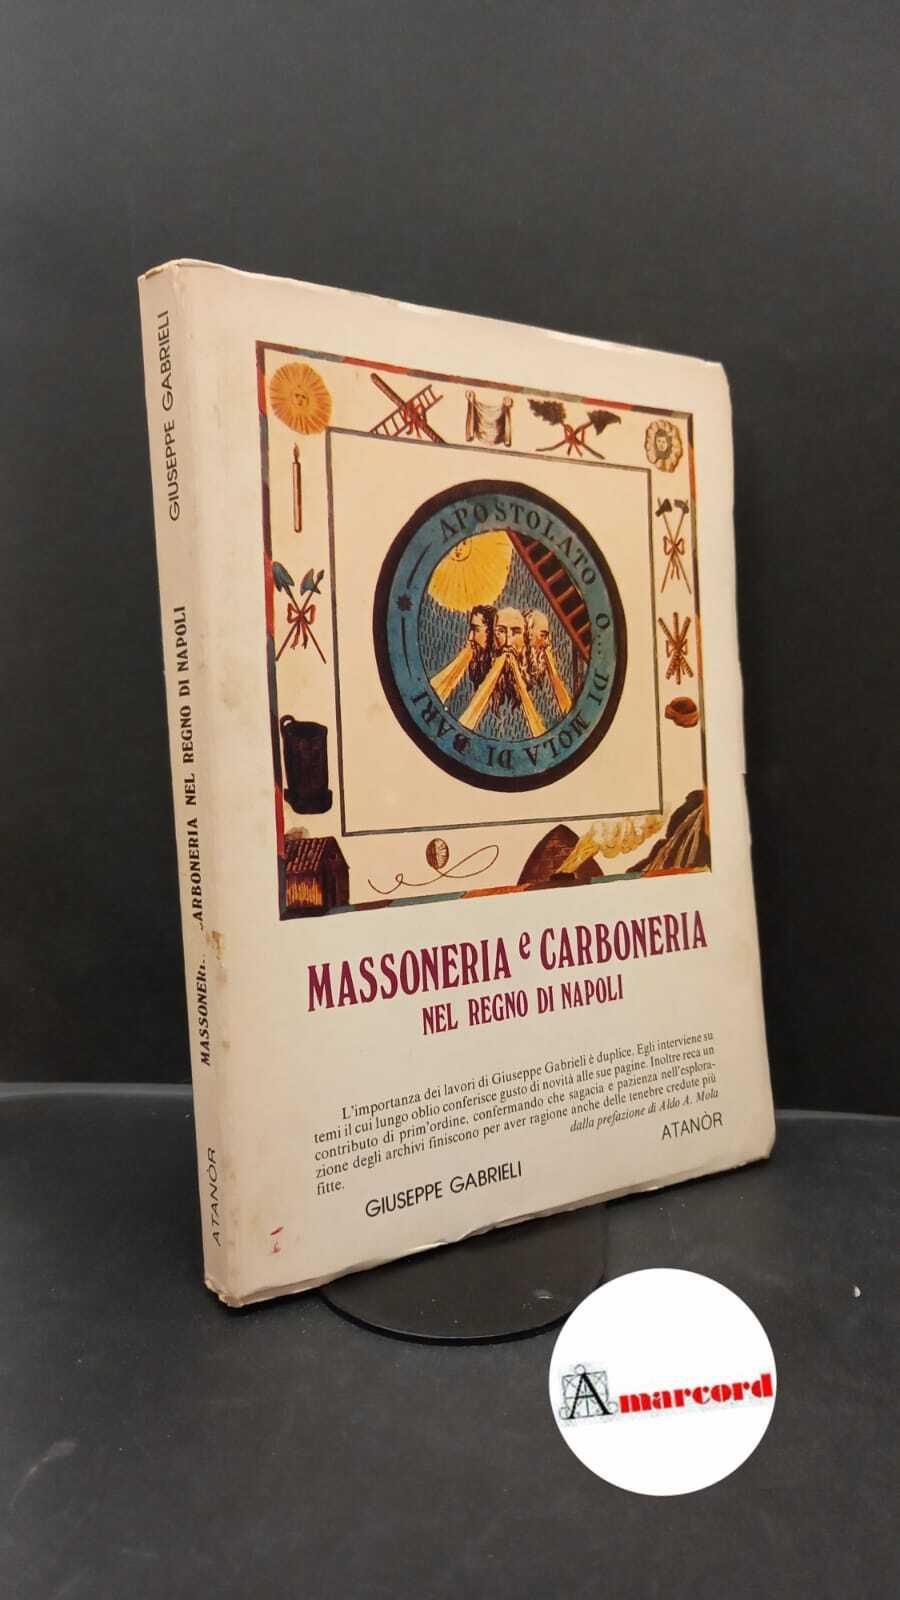 GIUSEPPE GABRIELI
MASSONERI.. ARBONERIA NEL REGNO DI NAPOLI
ATANÒR
APOSTOLATO O.... DI MOLA DI BARI.
MASSONERIA e CARBONERIA
NEL REGNO DI NAPOLI
L'importanza dei lavori di Giuseppe Gabrieli è duplice. Egli interviene su
temi il cui lungo oblio conferisce gusto di novità alle sue pagine. Inoltre reca un
contributo di prim'ordine, confermando che sagacia e pazienza nell'esplora-
zione degli archivi finiscono per aver ragione anche delle tenebre credute più
fitte.
dalla prefazione di Aldo A. Mola
GIUSEPPE GABRIELI
ATANÒR
Amarcord